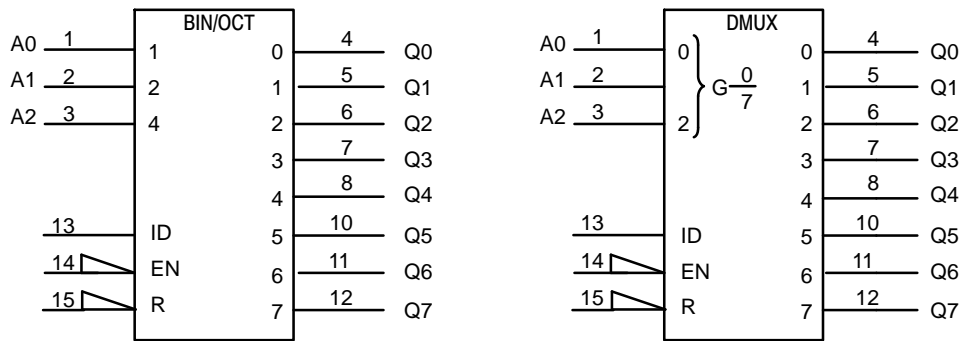 BIN/OCT
A0 1 1 0 4 Q0
A1 2 2 1 5 Q1
A2 3 4 2 6 Q2
3 7 Q3
4 8 Q4
13 ID 5 10 Q5
14 EN 6 11 Q6
15 R 7 12 Q7
DMUX
A0 1 0 0 4 Q0
A1 2 G 0/7 1 5 Q1
A2 3 2 2 6 Q2
3 7 Q3
4 8 Q4
13 ID 5 10 Q5
14 EN 6 11 Q6
15 R 7 12 Q7